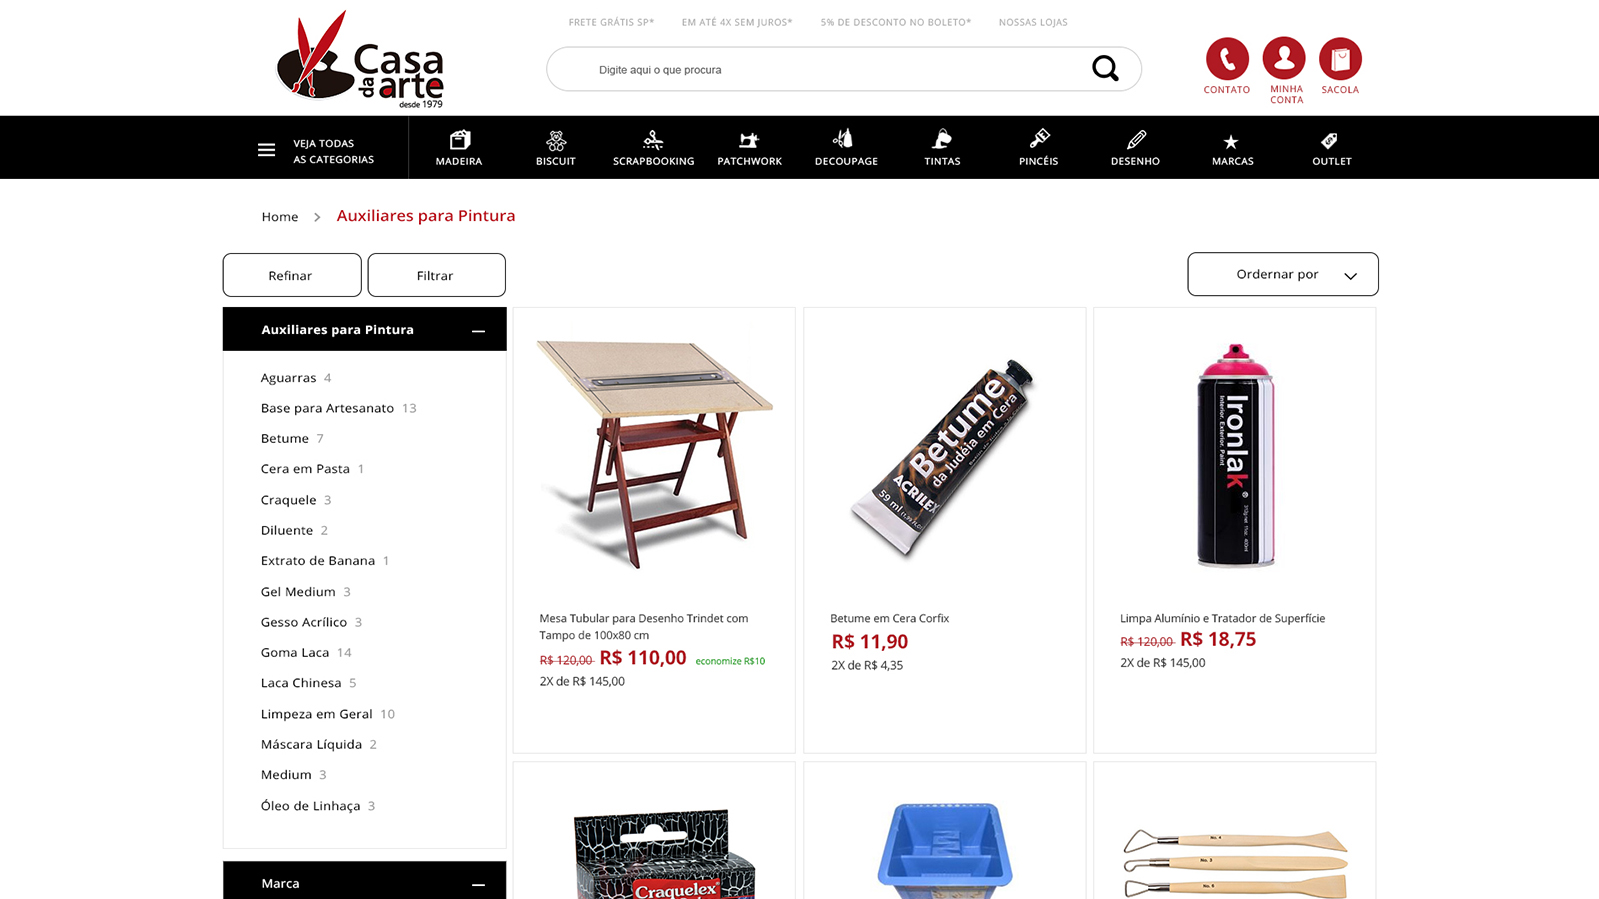 FRETE GRÁTIS SP*
EM ATÉ 4X SEM JUROS*
5% DE DESCONTO NO BOLETO*
NOSSAS LOJAS
Casa
da arte
desde 1979
Digite aqui o que procura
CONTATO
MINHA
CONTA
SACOLA
VEJA TODAS
AS CATEGORIAS
MADEIRA
BISCUIT
SCRAPBOOKING
PATCHWORK
DECOUPAGE
TINTAS
PINCÉIS
DESENHO
MARCAS
OUTLET
Home
Auxiliares para Pintura
Refinar
Filtrar
Ordernar por
Auxiliares para Pintura
Aguarras 4
Base para Artesanato 13
Betume 7
Cera em Pasta 1
Craquele 3
Diluente 2
Extrato de Banana 1
Gel Medium 3
Gesso Acrílico 3
Goma Laca 14
Laca Chinesa 5
Limpeza em Geral 10
Máscara Líquida 2
Medium 3
Óleo de Linhaça 3
Marca
Mesa Tubular para Desenho Trindet com
Tampo de 100x80 cm
R$ 120,00 R$ 110,00 economize R$10
2X de R$ 145,00
Betume
da Judéia em Cera
ACRILEX
59 ml
Betume em Cera Corfix
R$ 11,90
2X de R$ 4,35
Ironlak
Interior. Exterior. Paint
Limpa Alumínio e Tratador de Superfície
R$ 120,00 R$ 18,75
2X de R$ 145,00
Craquelex
No. 4
No. 3